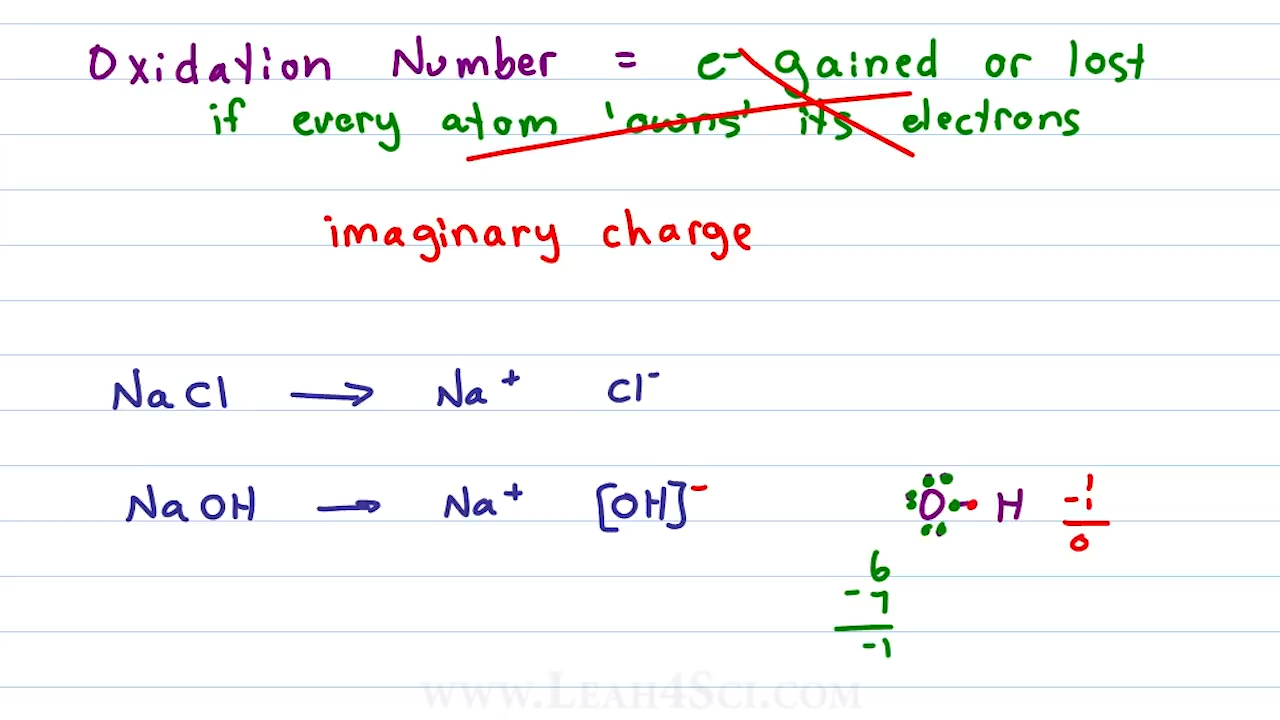 Oxidation Number = e⁻ gained or lost
if every atom 'owns' its electrons
imaginary charge
NaCl → Na⁺ Cl⁻
NaOH → Na⁺ [OH]⁻
O - H
1
-1
0
6
-7
-1
www.Leah4Sci.com